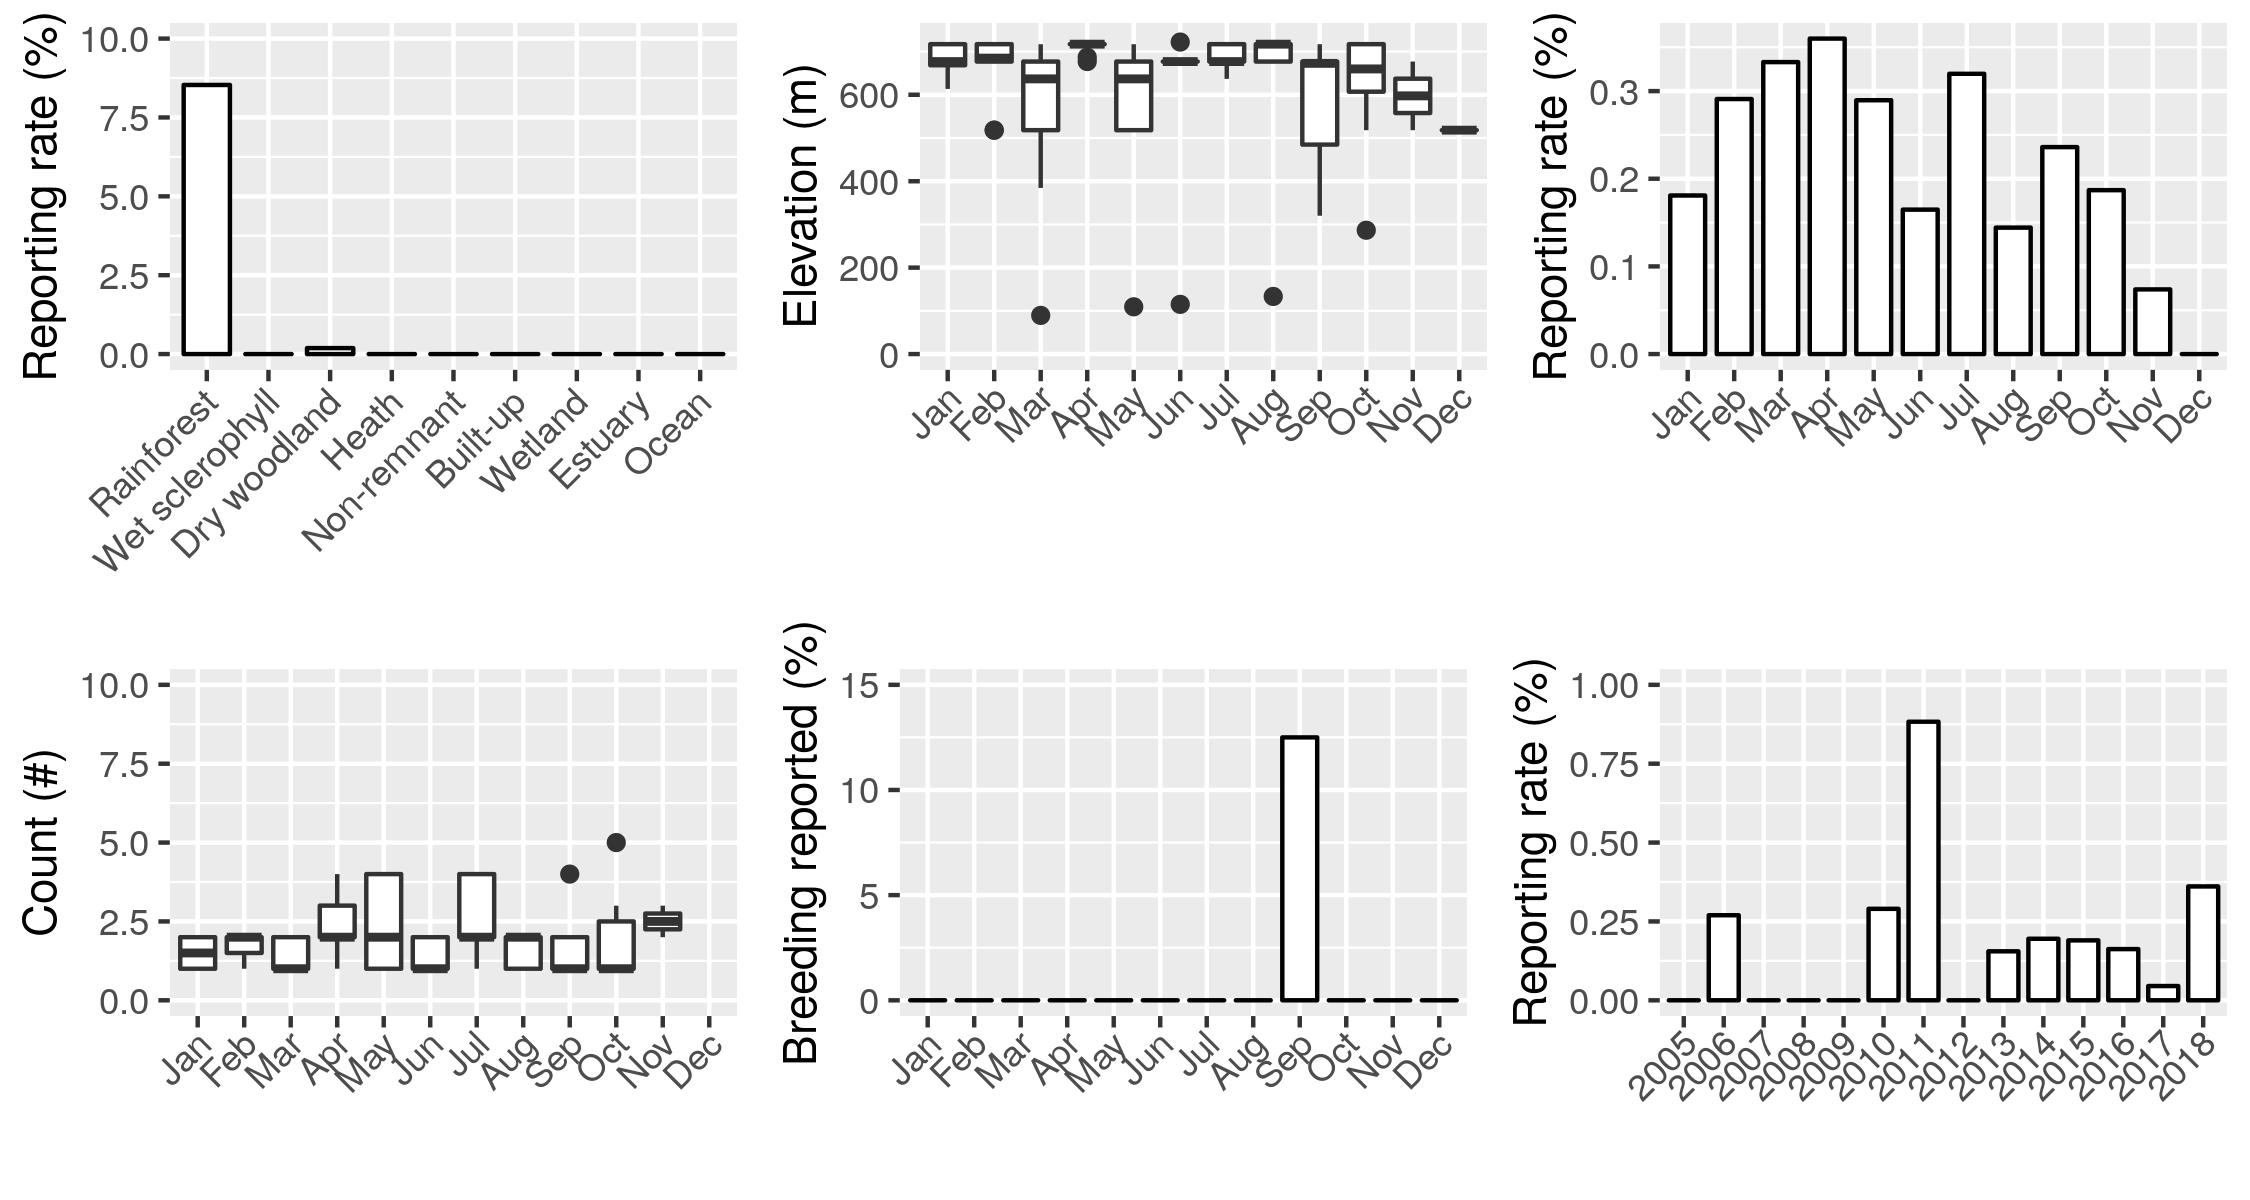 Reporting rate (%)
10.0
7.5
5.0
2.5
0.0
Rainforest
Wet sclerophyll
Dry woodland
Heath
Non-remnant
Built-up
Wetland
Estuary
Ocean
Elevation (m)
600
400
200
0
Jan
Feb
Mar
Apr
May
Jun
Jul
Aug
Sep
Oct
Nov
Dec
Reporting rate (%)
0.3
0.2
0.1
0.0
Jan
Feb
Mar
Apr
May
Jun
Jul
Aug
Sep
Oct
Nov
Dec
Count (#)
10.0
7.5
5.0
2.5
0.0
Jan
Feb
Mar
Apr
May
Jun
Jul
Aug
Sep
Oct
Nov
Dec
Breeding reported (%)
15
10
5
0
Jan
Feb
Mar
Apr
May
Jun
Jul
Aug
Sep
Oct
Nov
Dec
Reporting rate (%)
1.00
0.75
0.50
0.25
0.00
2005
2006
2007
2008
2009
2010
2011
2012
2013
2014
2015
2016
2017
2018